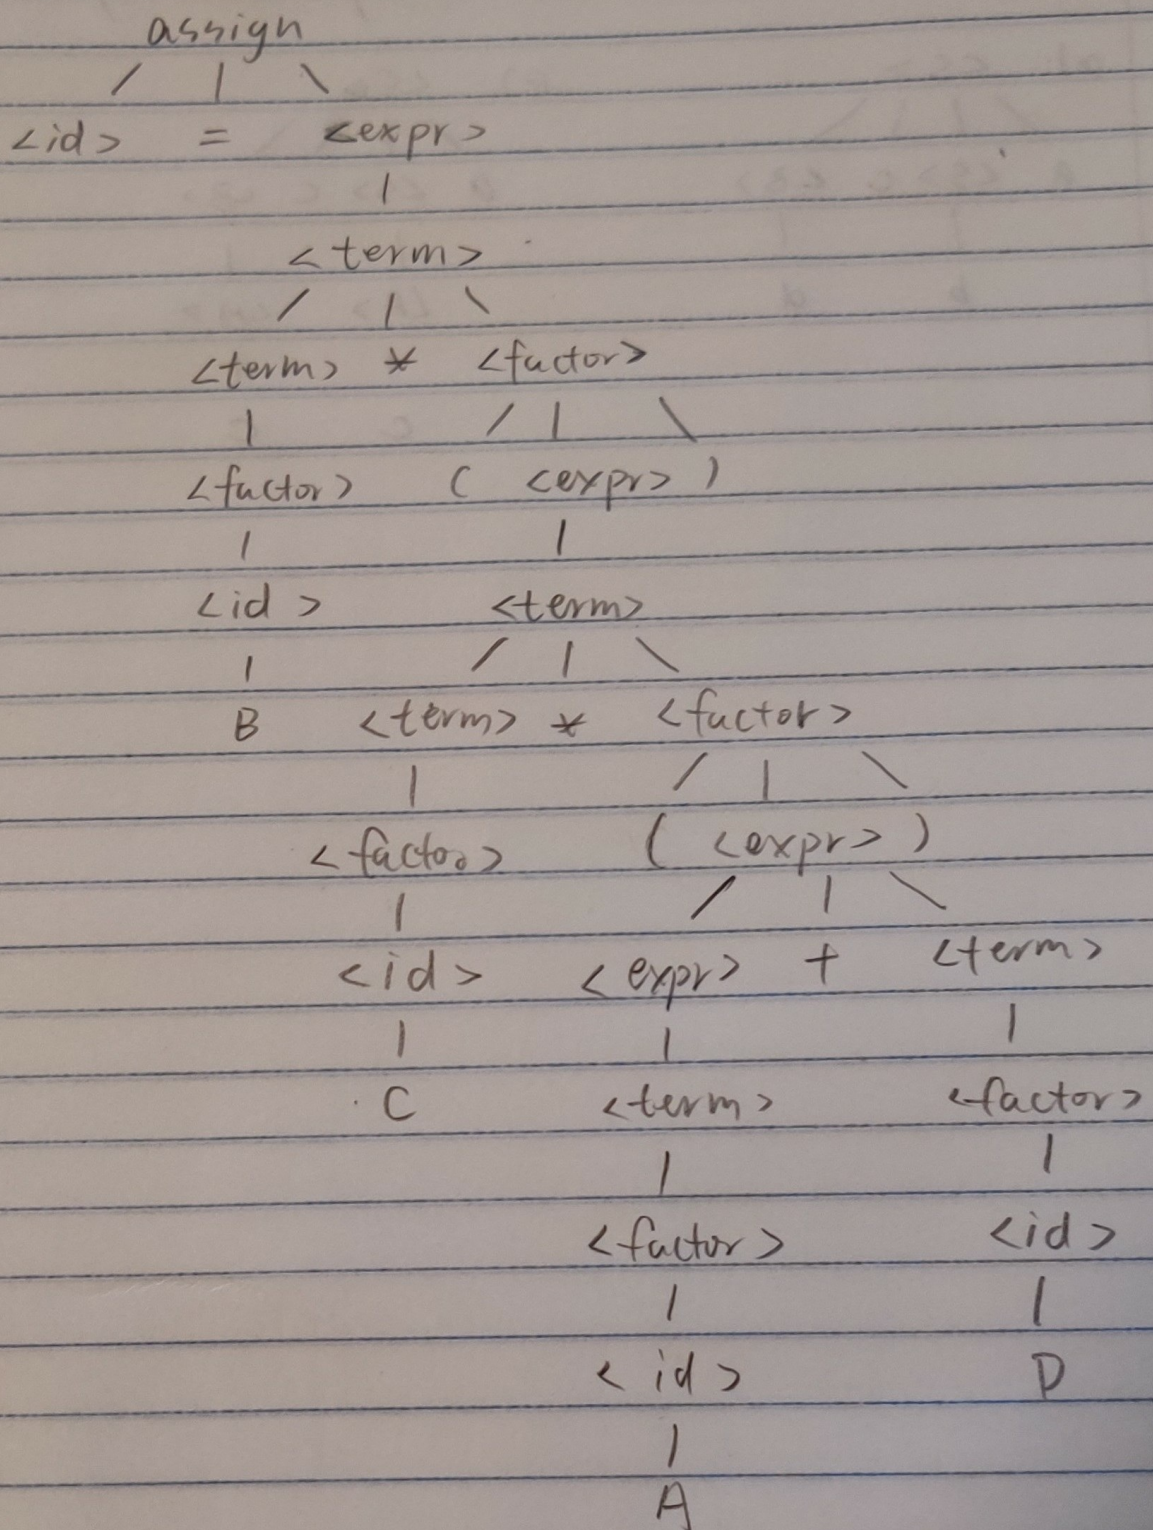 assign
<id> = <expr>
<term>
<term> * <factor>
<factor> ( <expr> )
<id> <term>
B <term> * <factor>
<factor> ( <expr> )
<id> <expr> + <term>
C <term> <factor>
<factor> <id>
<id> D
A